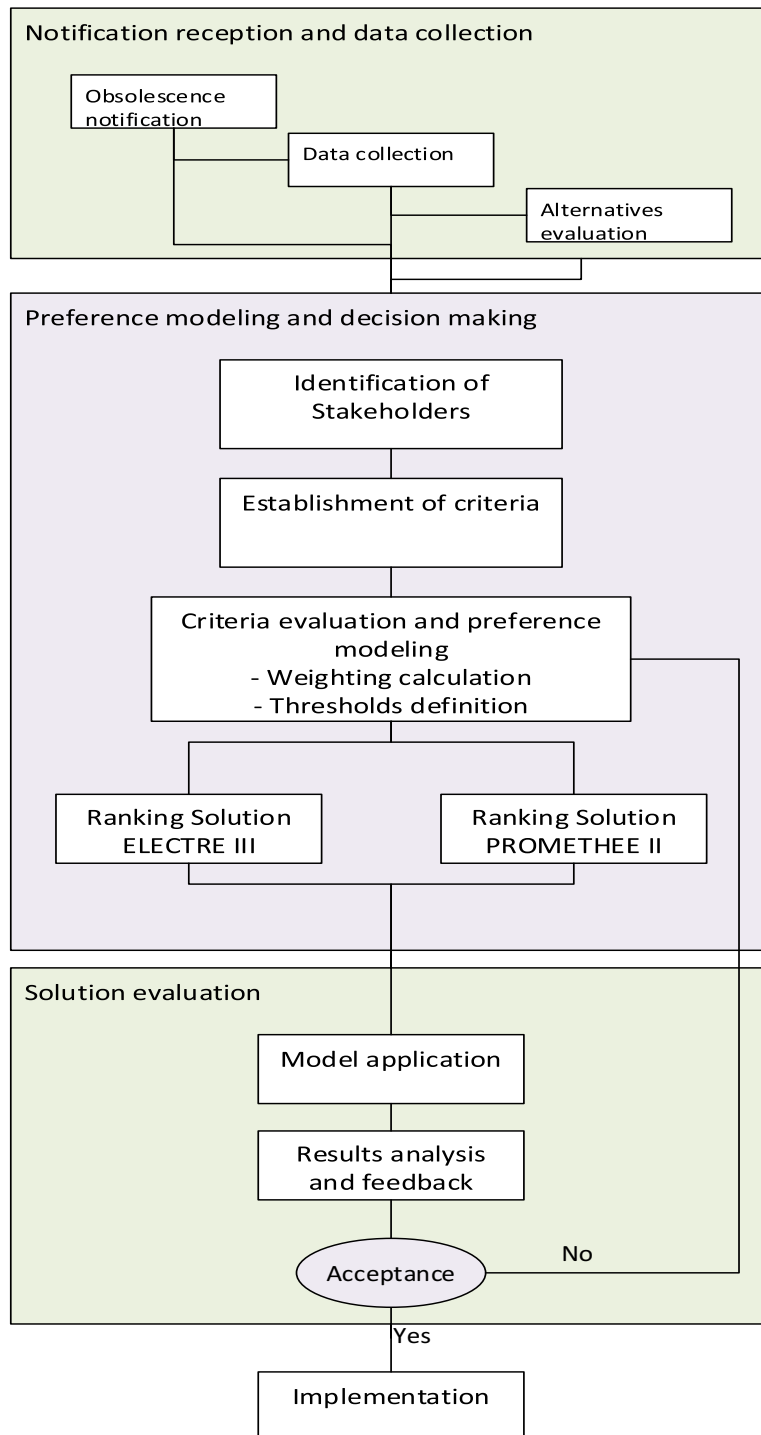 Notification reception and data collection
Obsolescence
notification
Data collection
Alternatives
evaluation
Preference modeling and decision making
Identification of
Stakeholders
Establishment of criteria
Criteria evaluation and preference
modeling
- Weighting calculation
- Thresholds definition
Ranking Solution
ELECTRE III
Ranking Solution
PROMETHEE II
Solution evaluation
Model application
Results analysis
and feedback
Acceptance
No
Yes
Implementation